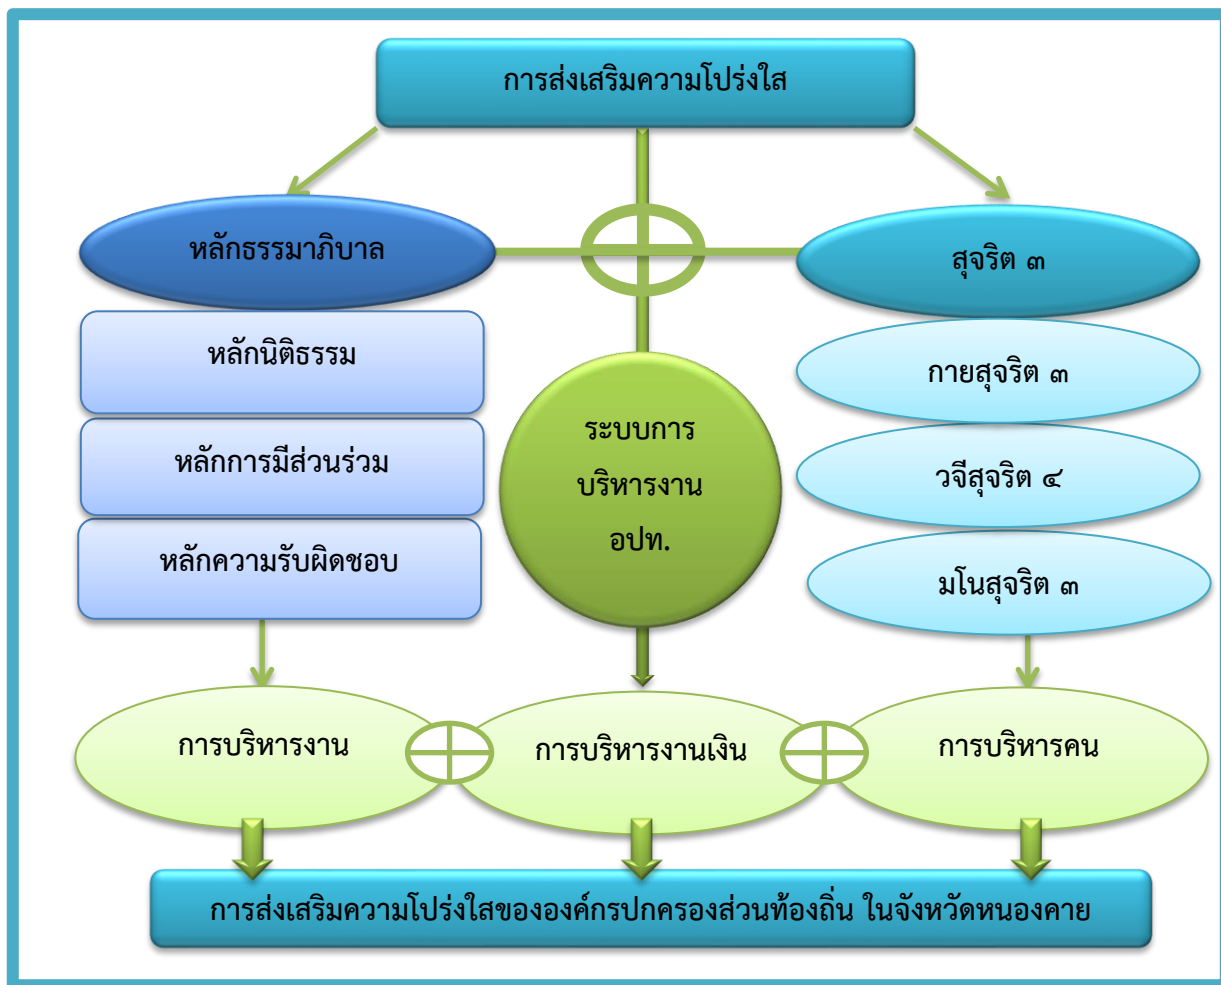 การส่งเสริมความโปร่งใส
หลักธรรมาภิบาล
สุจริต ๓
หลักนิติธรรม
หลักการมีส่วนร่วม
หลักความรับผิดชอบ
ระบบการ
บริหารงาน
อปท.
กายสุจริต ๓
วจีสุจริต ๔
มโนสุจริต ๓
การบริหารงาน
การบริหารงานเงิน
การบริหารคน
การส่งเสริมความโปร่งใสขององค์กรปกครองส่วนท้องถิ่น ในจังหวัดหนองคาย